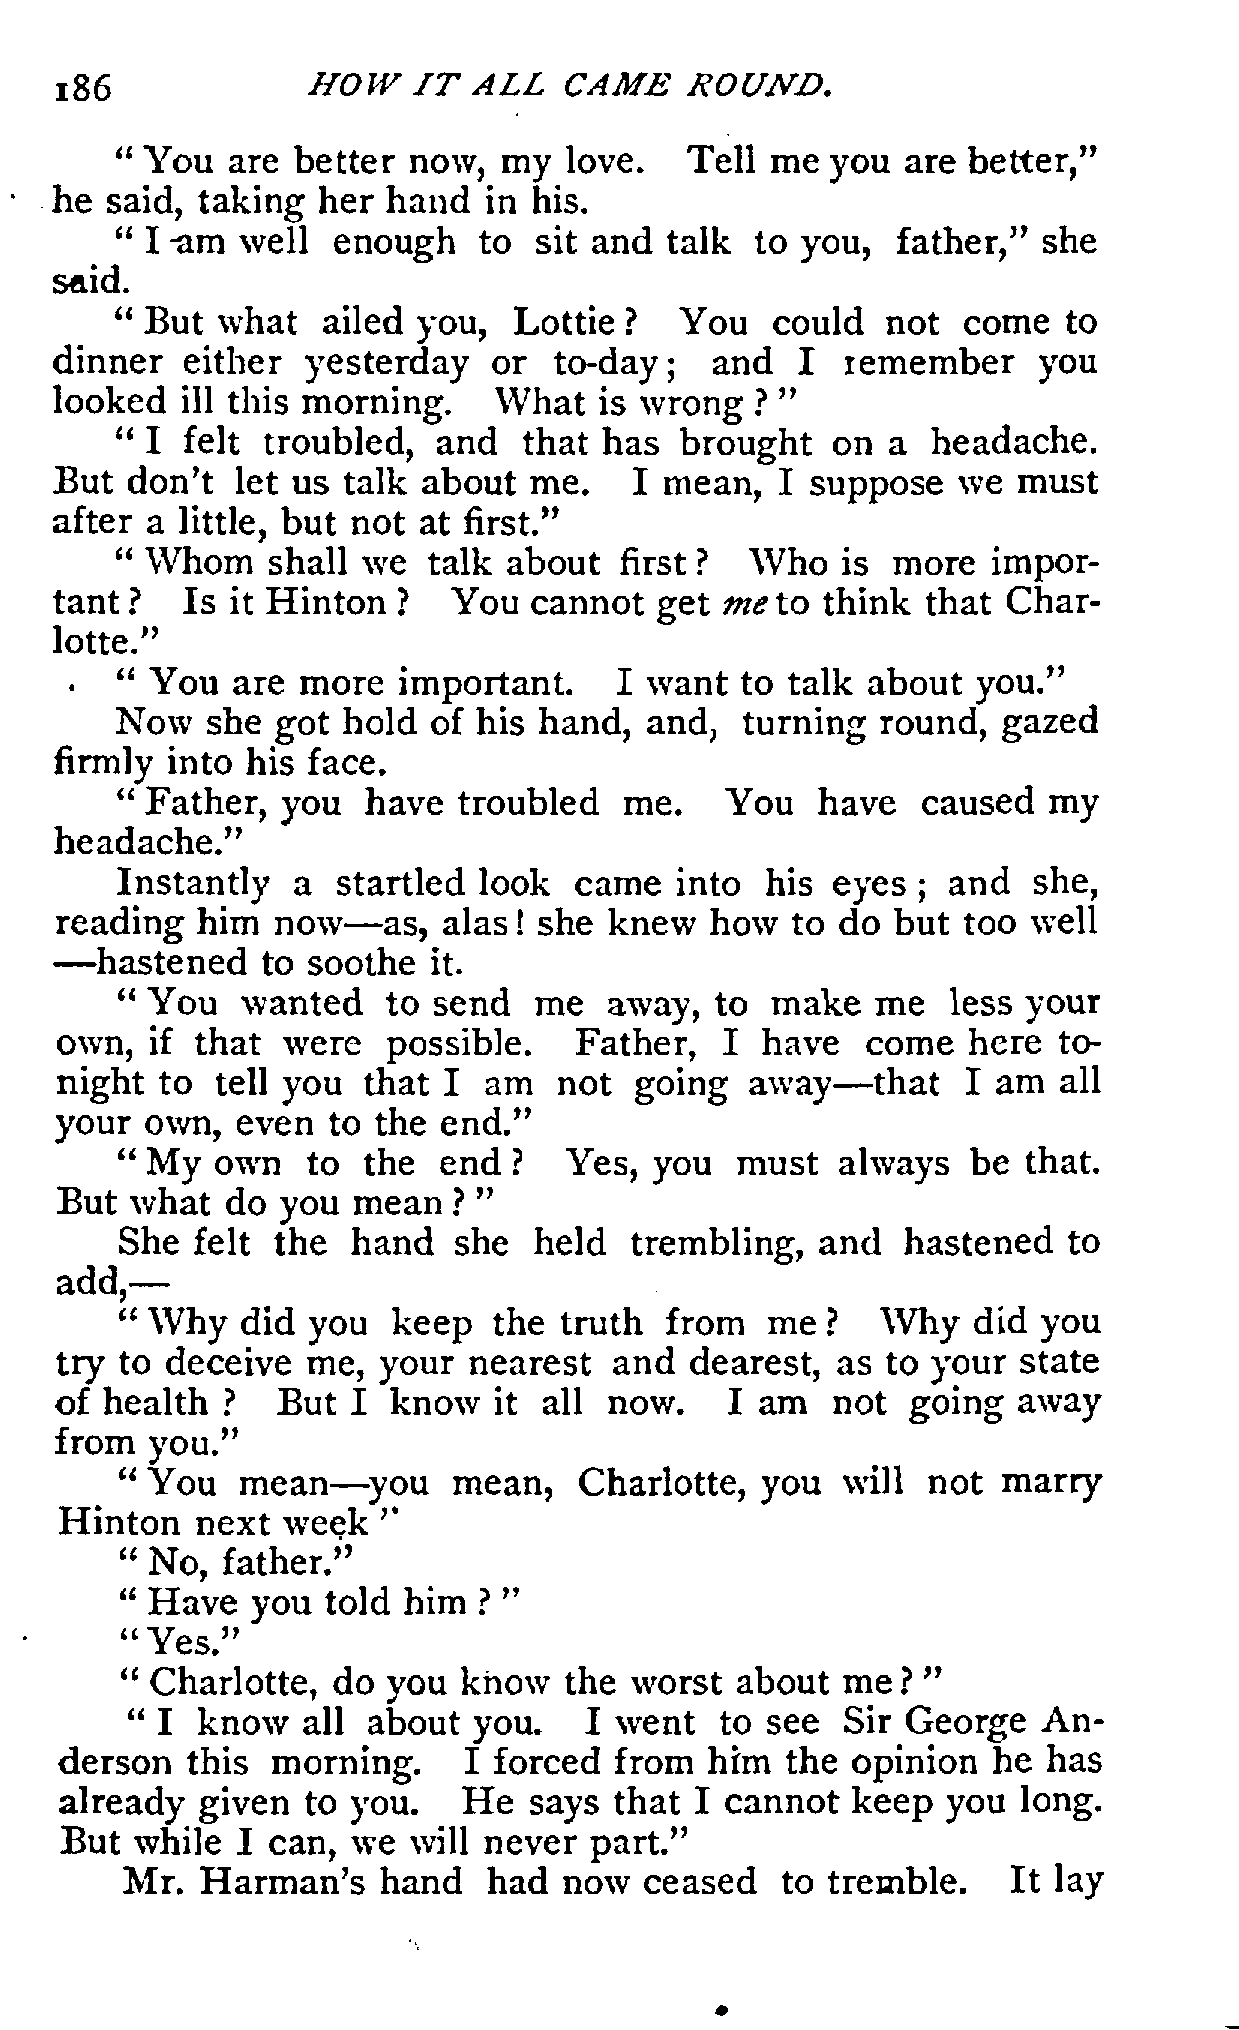 186 HOW IT ALL CAME ROUND.
“ You are better now, my love. Tell me you are better,”
he said, taking her hand in his.
“ I am well enough to sit and talk to you, father,” she
said.
“ But what ailed you, Lottie ? You could not come to
dinner either yesterday or to-day ; and I remember you
looked ill this morning. What is wrong ? ”
“ I felt troubled, and that has brought on a headache.
But don’t let us talk about me. I mean, I suppose we must
after a little, but not at first.”
“ Whom shall we talk about first ? Who is more impor-
tant ? Is it Hinton ? You cannot get me to think that Char-
lotte.”
“ You are more important. I want to talk about you.”
Now she got hold of his hand, and, turning round, gazed
firmly into his face.
“ Father, you have troubled me. You have caused my
headache.”
Instantly a startled look came into his eyes ; and she,
reading him now—as, alas ! she knew how to do but too well
—hastened to soothe it.
“ You wanted to send me away, to make me less your
own, if that were possible. Father, I have come here to-
night to tell you that I am not going away—that I am all
your own, even to the end.”
“ My own to the end ? Yes, you must always be that.
But what do you mean ? ”
She felt the hand she held trembling, and hastened to
add,—
“ Why did you keep the truth from me ? Why did you
try to deceive me, your nearest and dearest, as to your state
of health ? But I know it all now. I am not going away
from you.”
“ You mean—you mean, Charlotte, you will not marry
Hinton next week ”
“ No, father.”
“ Have you told him ? ”
“ Yes.”
“ Charlotte, do you know the worst about me ? ”
“ I know all about you. I went to see Sir George An-
derson this morning. I forced from him the opinion he has
already given to you. He says that I cannot keep you long.
But while I can, we will never part.”
Mr. Harman’s hand had now ceased to tremble. It lay